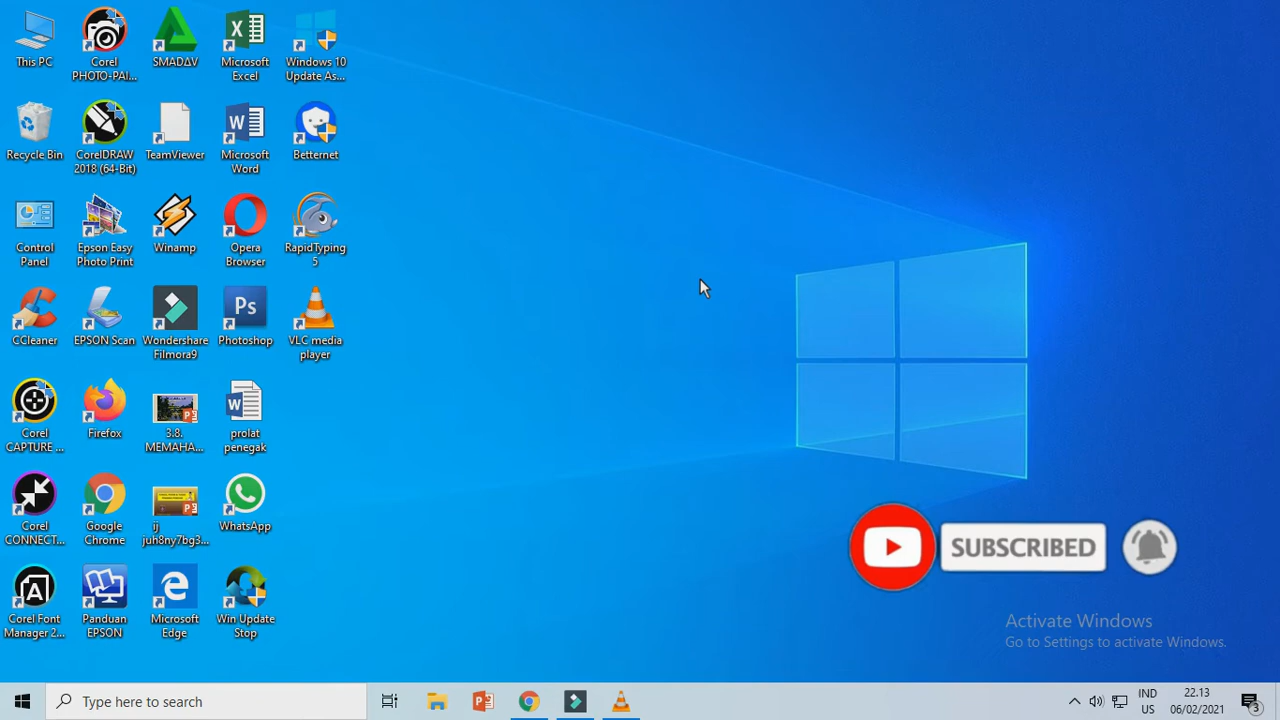 This PC
Corel
PHOTO-PAI...
SMADΔV
Microsoft
Excel
Windows 10
Update As...
Recycle Bin
CorelDRAW
2018 (64-Bit)
TeamViewer
Microsoft
Word
Betternet
Control
Panel
Epson Easy
Photo Print
Winamp
Opera
Browser
RapidTyping
5
CCleaner
EPSON Scan
Wondershare
Filmora9
Ps
Photoshop
VLC media
player
Corel
CAPTURE ...
Firefox
3.8.
MEMAHA...
prolat
penegak
Corel
CONNECT...
Google
Chrome
ij
juh8ny7bg3...
WhatsApp
Corel Font
Manager 2...
Panduan
EPSON
Microsoft
Edge
Win Update
Stop
SUBSCRIBED
Activate Windows
Go to Settings to activate Windows.
Type here to search
IND
US
22.13
06/02/2021
3